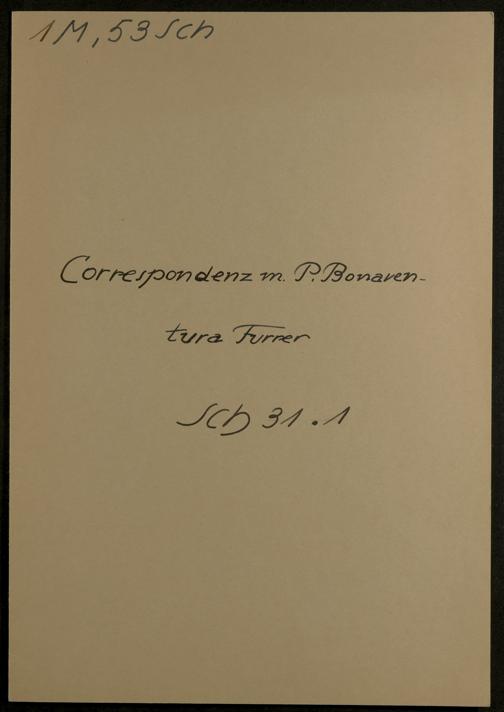 1M, 53 Sch
Correspondenz m. P. Bonaven-
tura Furrer
Sch 31.1